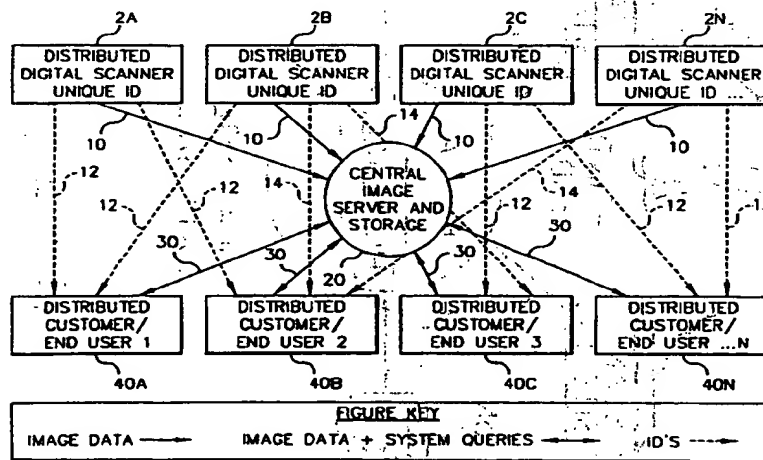 2A 2B 2C 2N
DISTRIBUTED DIGITAL SCANNER UNIQUE ID
DISTRIBUTED DIGITAL SCANNER UNIQUE ID
DISTRIBUTED DIGITAL SCANNER UNIQUE ID
DISTRIBUTED DIGITAL SCANNER UNIQUE ID ...
10 10 14 10 10
12 12 12 14 12 14 12
CENTRAL
IMAGE
SERVER AND
STORAGE
30 30 20 30 30
DISTRIBUTED CUSTOMER/ END USER 1
DISTRIBUTED CUSTOMER/ END USER 2
DISTRIBUTED CUSTOMER/ END USER 3
DISTRIBUTED CUSTOMER/ END USER ...N
40A 40B 40C 40N
FIGURE KEY
IMAGE DATA IMAGE DATA + SYSTEM QUERIES ID'S